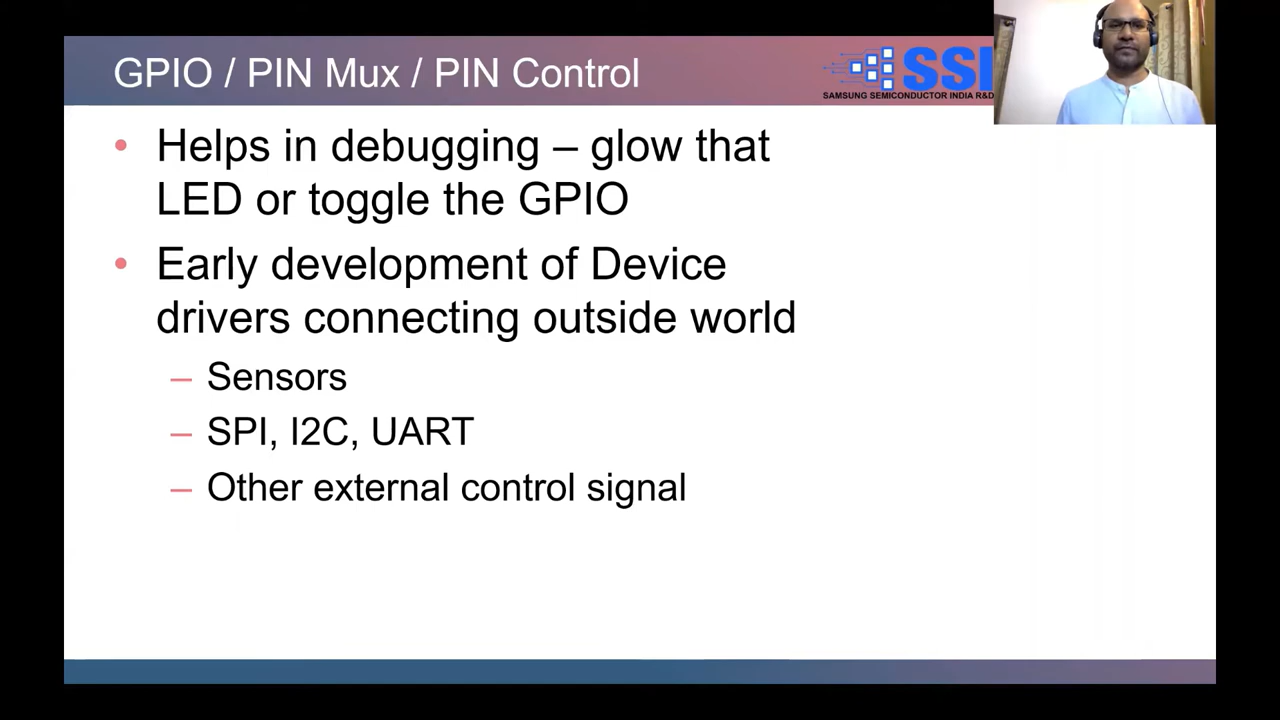 GPIO / PIN Mux / PIN Control
SSI
SAMSUNG SEMICONDUCTOR INDIA R&D
• Helps in debugging – glow that
LED or toggle the GPIO
• Early development of Device
drivers connecting outside world
– Sensors
– SPI, I2C, UART
– Other external control signal